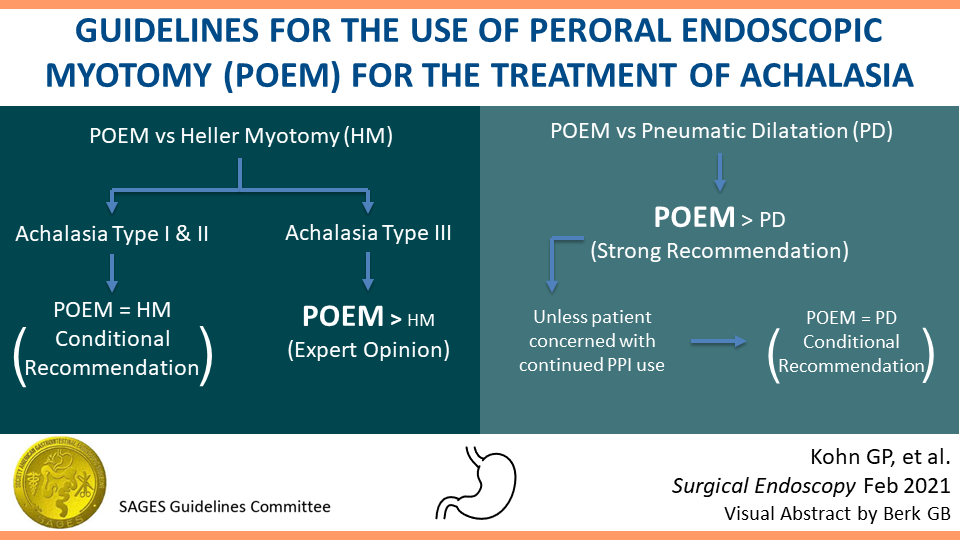 GUIDELINES FOR THE USE OF PERORAL ENDOSCOPIC
MYOTOMY (POEM) FOR THE TREATMENT OF ACHALASIA
POEM vs Heller Myotomy (HM)
Achalasia Type I & II
Achalasia Type III
POEM = HM
Conditional
(Recommendation)
POEM > HM
(Expert Opinion)
POEM vs Pneumatic Dilatation (PD)
POEM > PD
(Strong Recommendation)
Unless patient
concerned with
continued PPI use
POEM = PD
Conditional
(Recommendation)
SAGES
SAGES Guidelines Committee
Kohn GP, et al.
Surgical Endoscopy Feb 2021
Visual Abstract by Berk GB